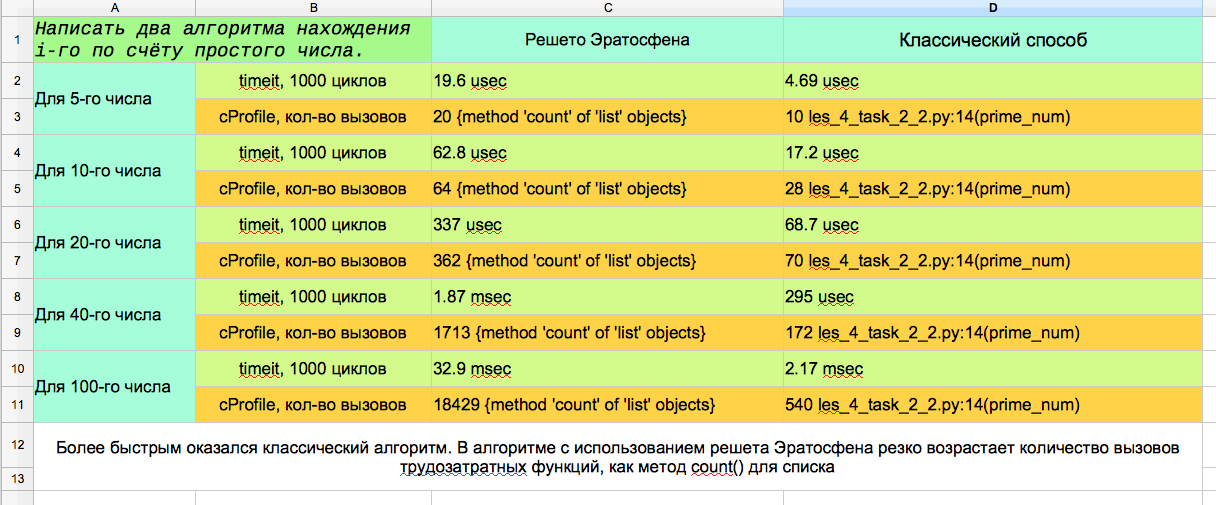 A B C D
1 Написать два алгоритма нахождения
i-го по счёту простого числа.
Решето Эратосфена
Классический способ
2 timeit, 1000 циклов 19.6 usec 4.69 usec
Для 5-го числа
3 cProfile, кол-во вызовов 20 {method 'count' of 'list' objects} 10 les_4_task_2_2.py:14(prime_num)
4 timeit, 1000 циклов 62.8 usec 17.2 usec
Для 10-го числа
5 cProfile, кол-во вызовов 64 {method 'count' of 'list' objects} 28 les_4_task_2_2.py:14(prime_num)
6 timeit, 1000 циклов 337 usec 68.7 usec
Для 20-го числа
7 cProfile, кол-во вызовов 362 {method 'count' of 'list' objects} 70 les_4_task_2_2.py:14(prime_num)
8 timeit, 1000 циклов 1.87 msec 295 usec
Для 40-го числа
9 cProfile, кол-во вызовов 1713 {method 'count' of 'list' objects} 172 les_4_task_2_2.py:14(prime_num)
10 timeit, 1000 циклов 32.9 msec 2.17 msec
Для 100-го числа
11 cProfile, кол-во вызовов 18429 {method 'count' of 'list' objects} 540 les_4_task_2_2.py:14(prime_num)
12 Более быстрым оказался классический алгоритм. В алгоритме с использованием решета Эратосфена резко возрастает количество вызовов
13 трудозатратных функций, как метод count() для списка